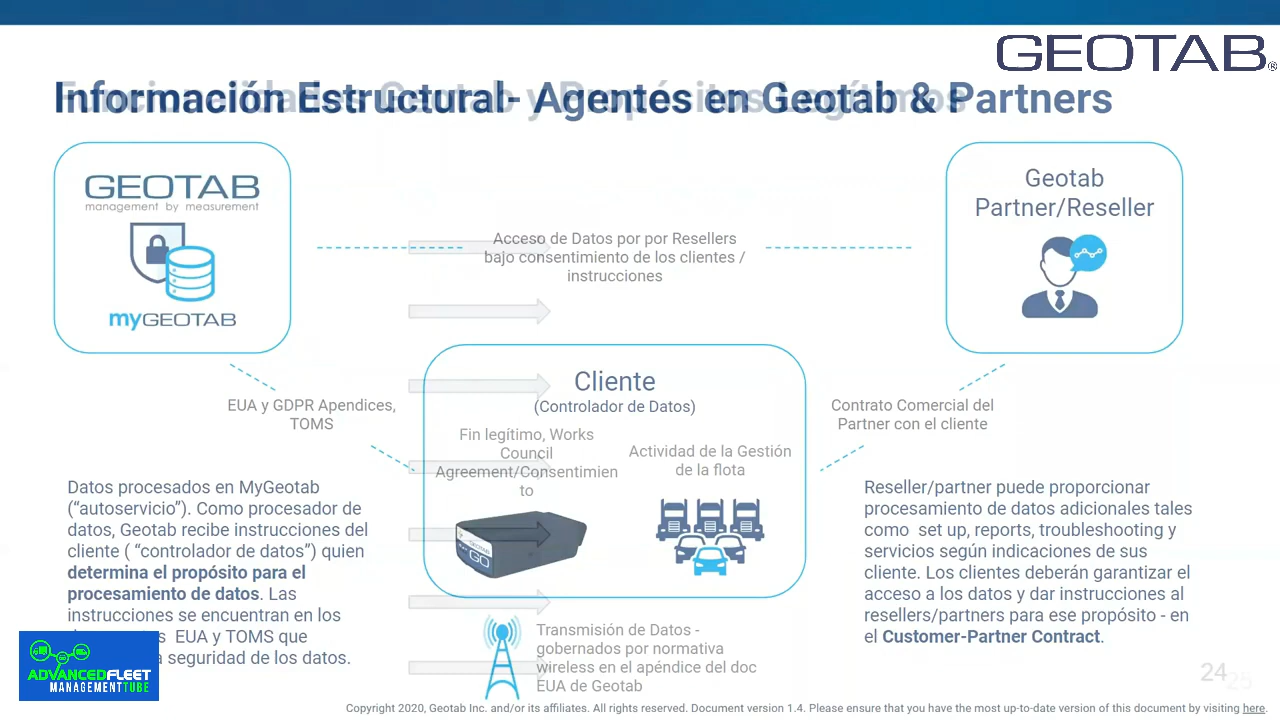 GEOTAB®
Información Estructural- Agentes en Geotab & Partners
GEOTAB
management by measurement
myGEOTAB
Acceso de Datos por por Resellers
bajo consentimiento de los clientes /
instrucciones
Geotab
Partner/Reseller
EUA y GDPR Apendices,
TOMS
Cliente
(Controlador de Datos)
Fin legítimo, Works
Council
Agreement/Consentimien
to
Actividad de la Gestión
de la flota
GEOTAB
GO
Contrato Comercial del
Partner con el cliente
Datos procesados en MyGeotab
(“autoservicio”). Como procesador de
datos, Geotab recibe instrucciones del
cliente ( “controlador de datos”) quien
determina el propósito para el
procesamiento de datos. Las
instrucciones se encuentran en los
EUA y TOMS que
seguridad de los datos.
Reseller/partner puede proporcionar
procesamiento de datos adicionales tales
como set up, reports, troubleshooting y
servicios según indicaciones de sus
cliente. Los clientes deberán garantizar el
acceso a los datos y dar instrucciones al
resellers/partners para ese propósito - en
el Customer-Partner Contract.
Transmisión de Datos -
gobernados por normativa
wireless en el apéndice del doc
EUA de Geotab
ADVANCEDFLEET
MANAGEMENTTUBE
24
25
Copyright 2020, Geotab Inc. and/or its affiliates. All rights reserved. Document version 1.4. Please ensure that you have the most up-to-date version of this document by visiting here.